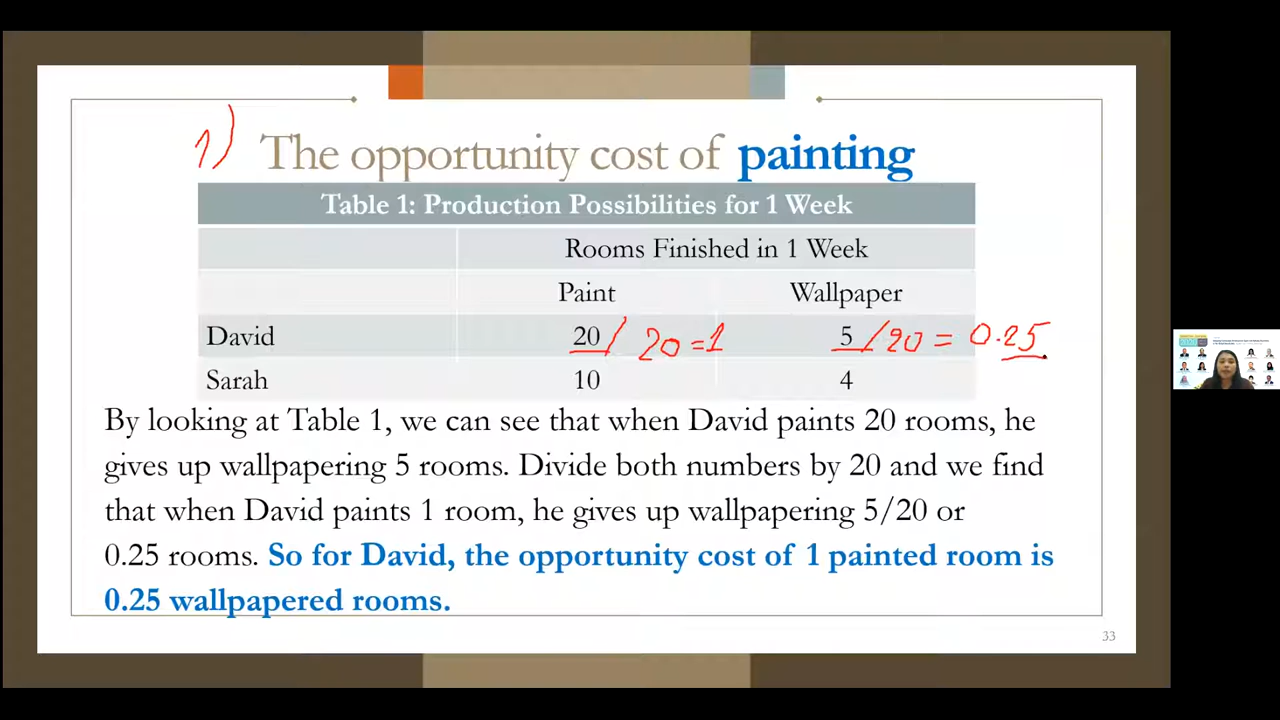 1) The opportunity cost of painting
Table 1: Production Possibilities for 1 Week
Rooms Finished in 1 Week
Paint Wallpaper
David 20 / 20 = 1 5 / 20 = 0.25
Sarah 10 4
By looking at Table 1, we can see that when David paints 20 rooms, he
gives up wallpapering 5 rooms. Divide both numbers by 20 and we find
that when David paints 1 room, he gives up wallpapering 5/20 or
0.25 rooms. So for David, the opportunity cost of 1 painted room is
0.25 wallpapered rooms.
33